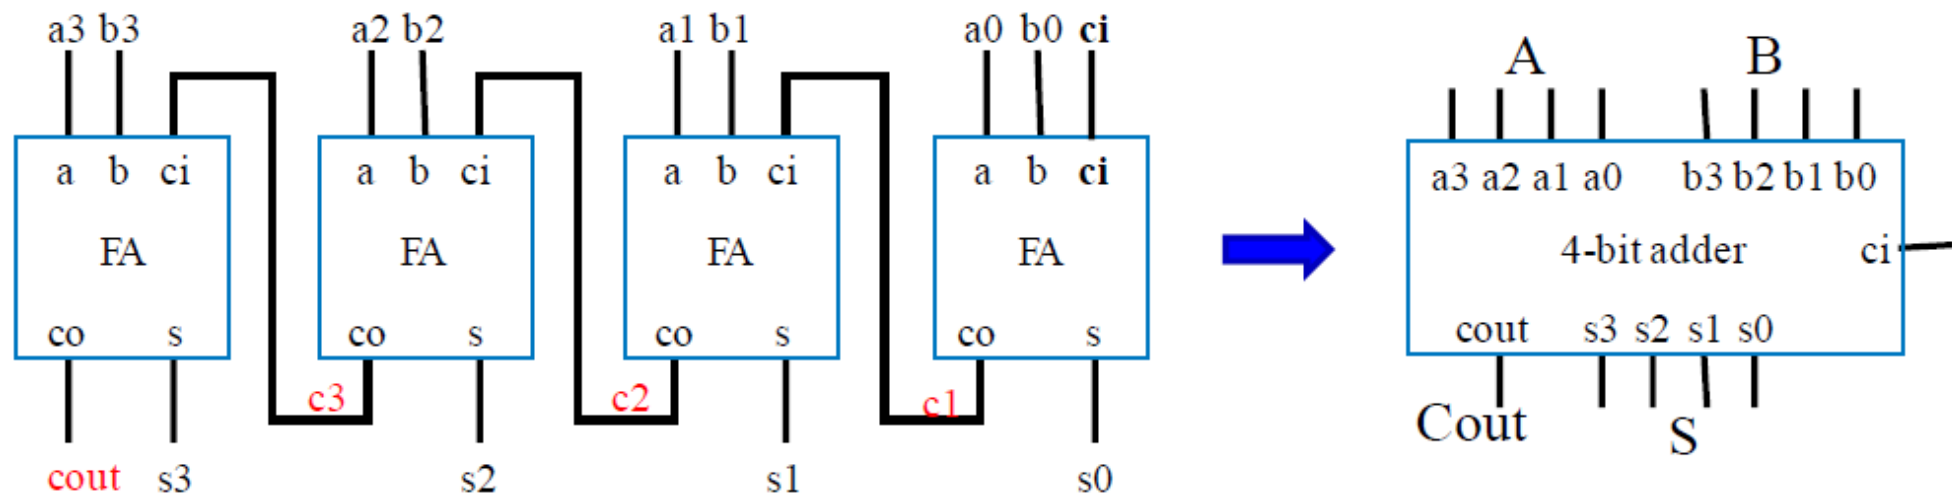 a3 b3 a2 b2 a1 b1 a0 b0 ci
A B
a b ci a b ci a b ci a b ci
a3 a2 a1 a0 b3 b2 b1 b0
FA FA FA FA 4-bit adder ci
co s co s co s co s
cout s3 s2 s1 s0
c3 c2 c1
Cout S
cout s3 s2 s1 s0